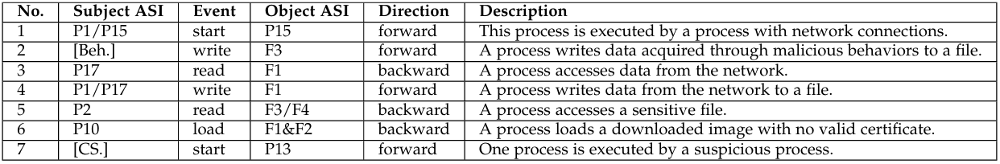 No. Subject ASI Event Object ASI Direction Description
1 P1/P15 start P15 forward This process is executed by a process with network connections.
2 [Beh.] write F3 forward A process writes data acquired through malicious behaviors to a file.
3 P17 read F1 backward A process accesses data from the network.
4 P1/P17 write F1 forward A process writes data from the network to a file.
5 P2 read F3/F4 backward A process accesses a sensitive file.
6 P10 load F1&F2 backward A process loads a downloaded image with no valid certificate.
7 [CS.] start P13 forward One process is executed by a suspicious process.